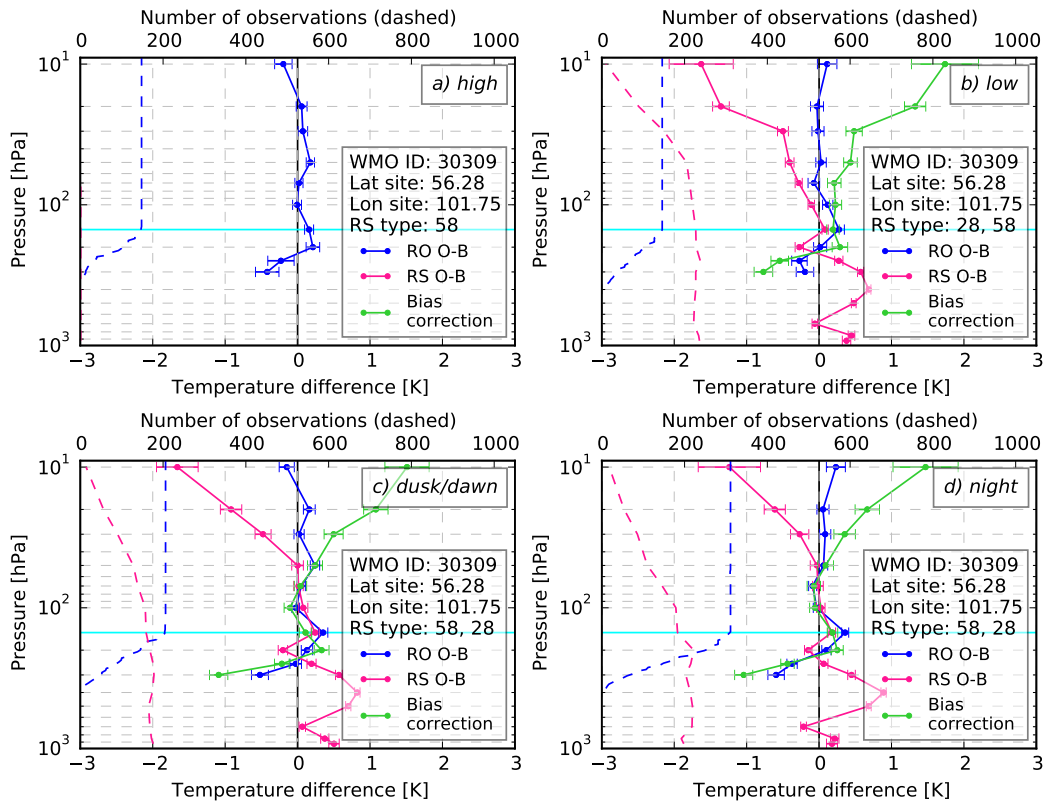 Number of observations (dashed)
0 200 400 600 800 1000
10¹
10²
10³
Pressure [hPa]
a) high
WMO ID: 30309
Lat site: 56.28
Lon site: 101.75
RS type: 58
RO O-B
RS O-B
Bias
correction
−3 −2 −1 0 1 2 3
Temperature difference [K]
Number of observations (dashed)
0 200 400 600 800 1000
10¹
10²
10³
Pressure [hPa]
b) low
WMO ID: 30309
Lat site: 56.28
Lon site: 101.75
RS type: 28, 58
RO O-B
RS O-B
Bias
correction
−3 −2 −1 0 1 2 3
Temperature difference [K]
Number of observations (dashed)
0 200 400 600 800 1000
10¹
10²
10³
Pressure [hPa]
c) dusk/dawn
WMO ID: 30309
Lat site: 56.28
Lon site: 101.75
RS type: 58, 28
RO O-B
RS O-B
Bias
correction
−3 −2 −1 0 1 2 3
Temperature difference [K]
Number of observations (dashed)
0 200 400 600 800 1000
10¹
10²
10³
Pressure [hPa]
d) night
WMO ID: 30309
Lat site: 56.28
Lon site: 101.75
RS type: 58, 28
RO O-B
RS O-B
Bias
correction
−3 −2 −1 0 1 2 3
Temperature difference [K]